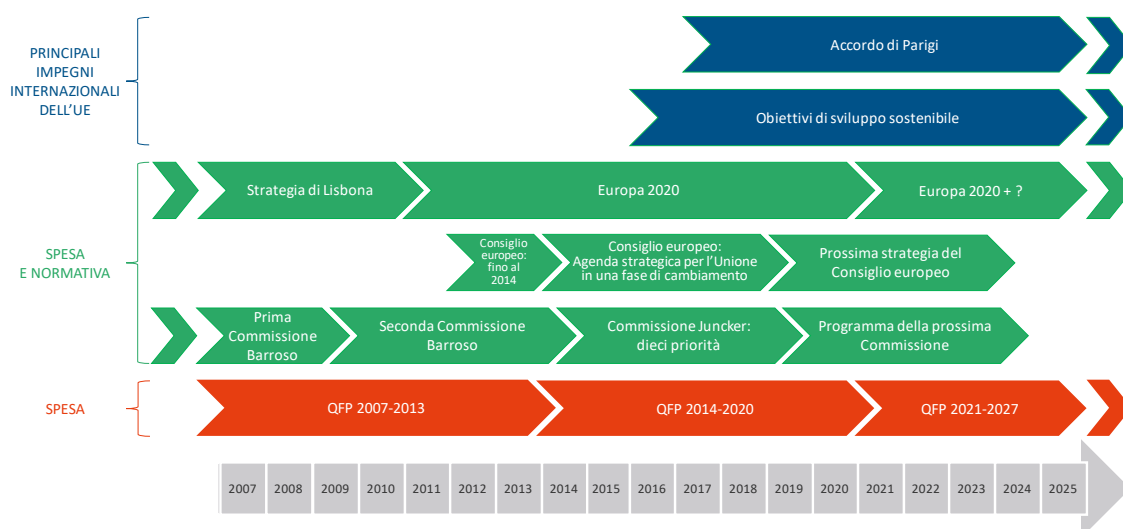 PRINCIPALI
IMPEGNI
INTERNAZIONALI
DELL'UE
Accordo di Parigi
Obiettivi di sviluppo sostenibile
SPESA
E NORMATIVA
Strategia di Lisbona
Europa 2020
Europa 2020 + ?
Consiglio
europeo:
fino al
2014
Consiglio europeo:
Agenda strategica per l'Unione
in una fase di cambiamento
Prossima strategia del
Consiglio europeo
Prima
Commissione
Barroso
Seconda Commissione
Barroso
Commissione Juncker:
dieci priorità
Programma della prossima
Commissione
SPESA
QFP 2007-2013
QFP 2014-2020
QFP 2021-2027
2007 2008 2009 2010 2011 2012 2013 2014 2015 2016 2017 2018 2019 2020 2021 2022 2023 2024 2025